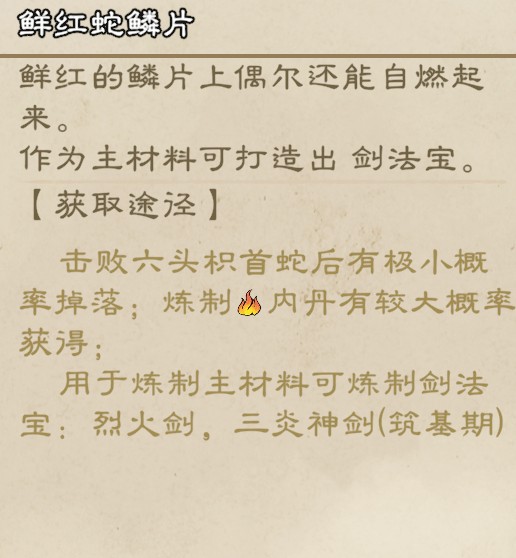 鲜红蛇鳞片
鲜红的鳞片上偶尔还能自燃起
来。
作为主材料可打造出 剑法宝。
【获取途径】
击败六头枳首蛇后有极小概
率掉落；炼制🔥内丹有较大概率
获得；
用于炼制主材料可炼制剑法
宝：烈火剑，三炎神剑(筑基期)